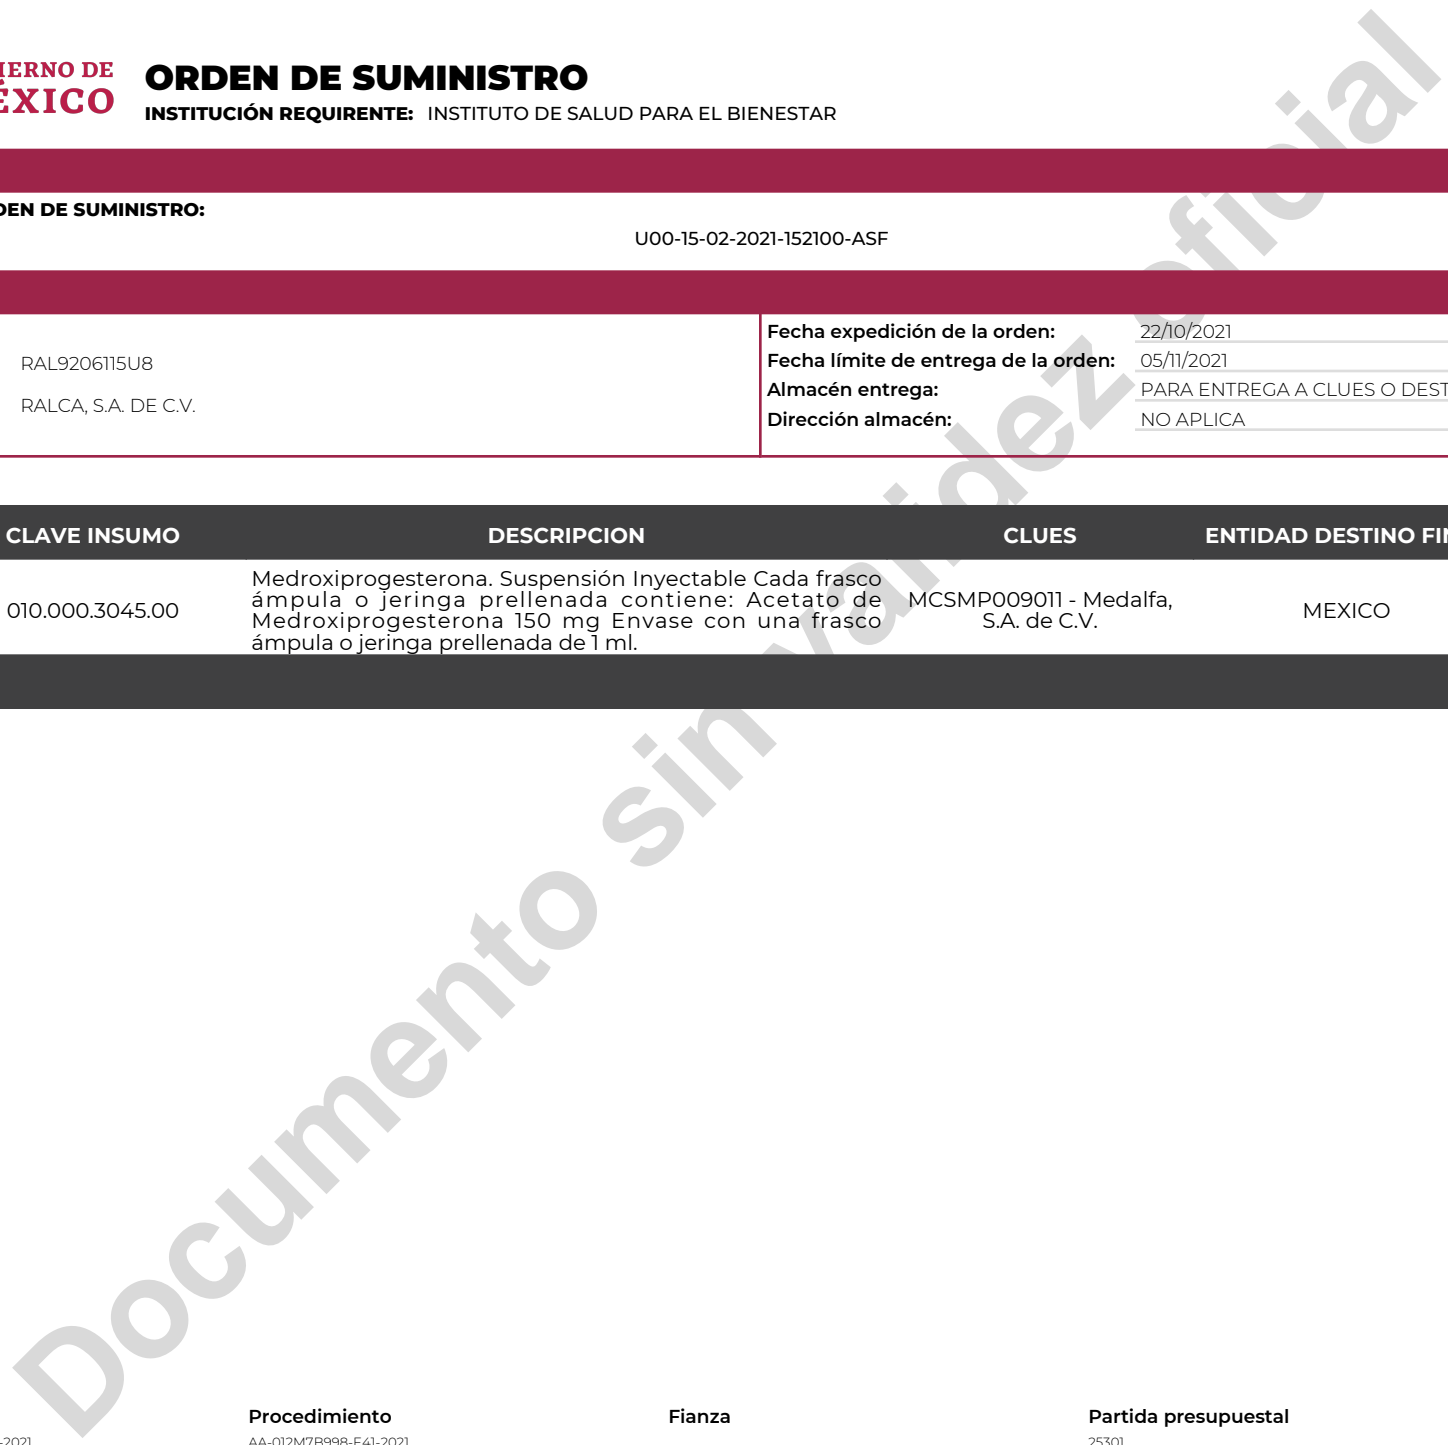 IERNO DE
ÉXICO
ORDEN DE SUMINISTRO
INSTITUCIÓN REQUIRENTE: INSTITUTO DE SALUD PARA EL BIENESTAR
DEN DE SUMINISTRO:
U00-15-02-2021-152100-ASF
RAL9206115U8
RALCA, S.A. DE C.V.
Fecha expedición de la orden: 22/10/2021
Fecha límite de entrega de la orden: 05/11/2021
Almacén entrega: PARA ENTREGA A CLUES O DEST
Dirección almacén: NO APLICA
CLAVE INSUMO DESCRIPCION CLUES ENTIDAD DESTINO FIN
010.000.3045.00
Medroxiprogesterona. Suspensión Inyectable Cada frasco
ámpula o jeringa prellenada contiene: Acetato de
Medroxiprogesterona 150 mg Envase con una frasco
ámpula o jeringa prellenada de 1 ml.
MCSMP009011 - Medalfa,
S.A. de C.V.
MEXICO
Documento sin validez oficial
Procedimiento Fianza Partida presupuestal
-2021 AA-012M7B998-E41-2021 25301